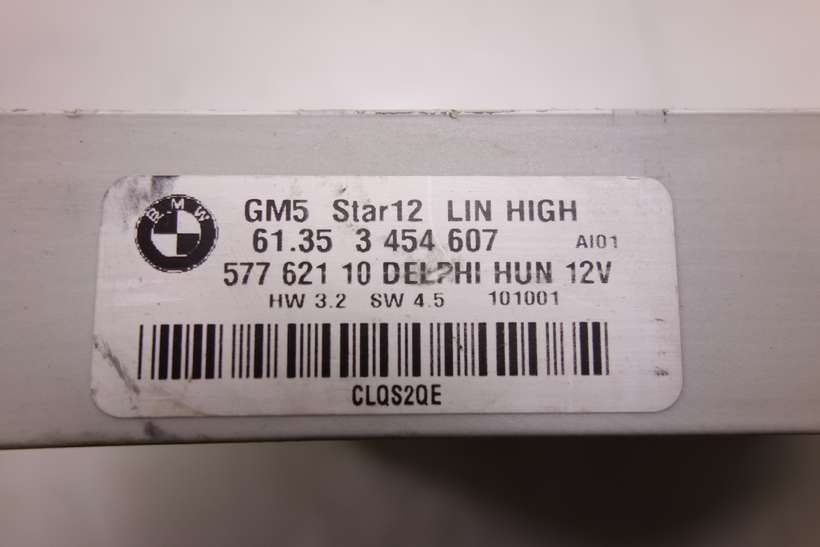 BMW
GM5 Star12 LIN HIGH
61.35 3 454 607 AI01
577 621 10 DELPHI HUN 12V
HW 3.2 SW 4.5 101001
CLQS2QE